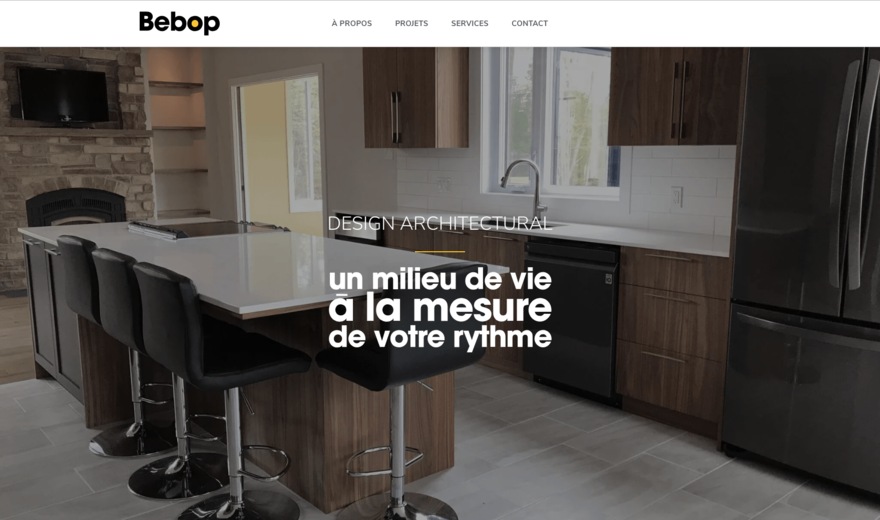 Bebop
À PROPOS
PROJETS
SERVICES
CONTACT
DESIGN ARCHITECTURAL
un milieu de vie
à la mesure
de votre rythme